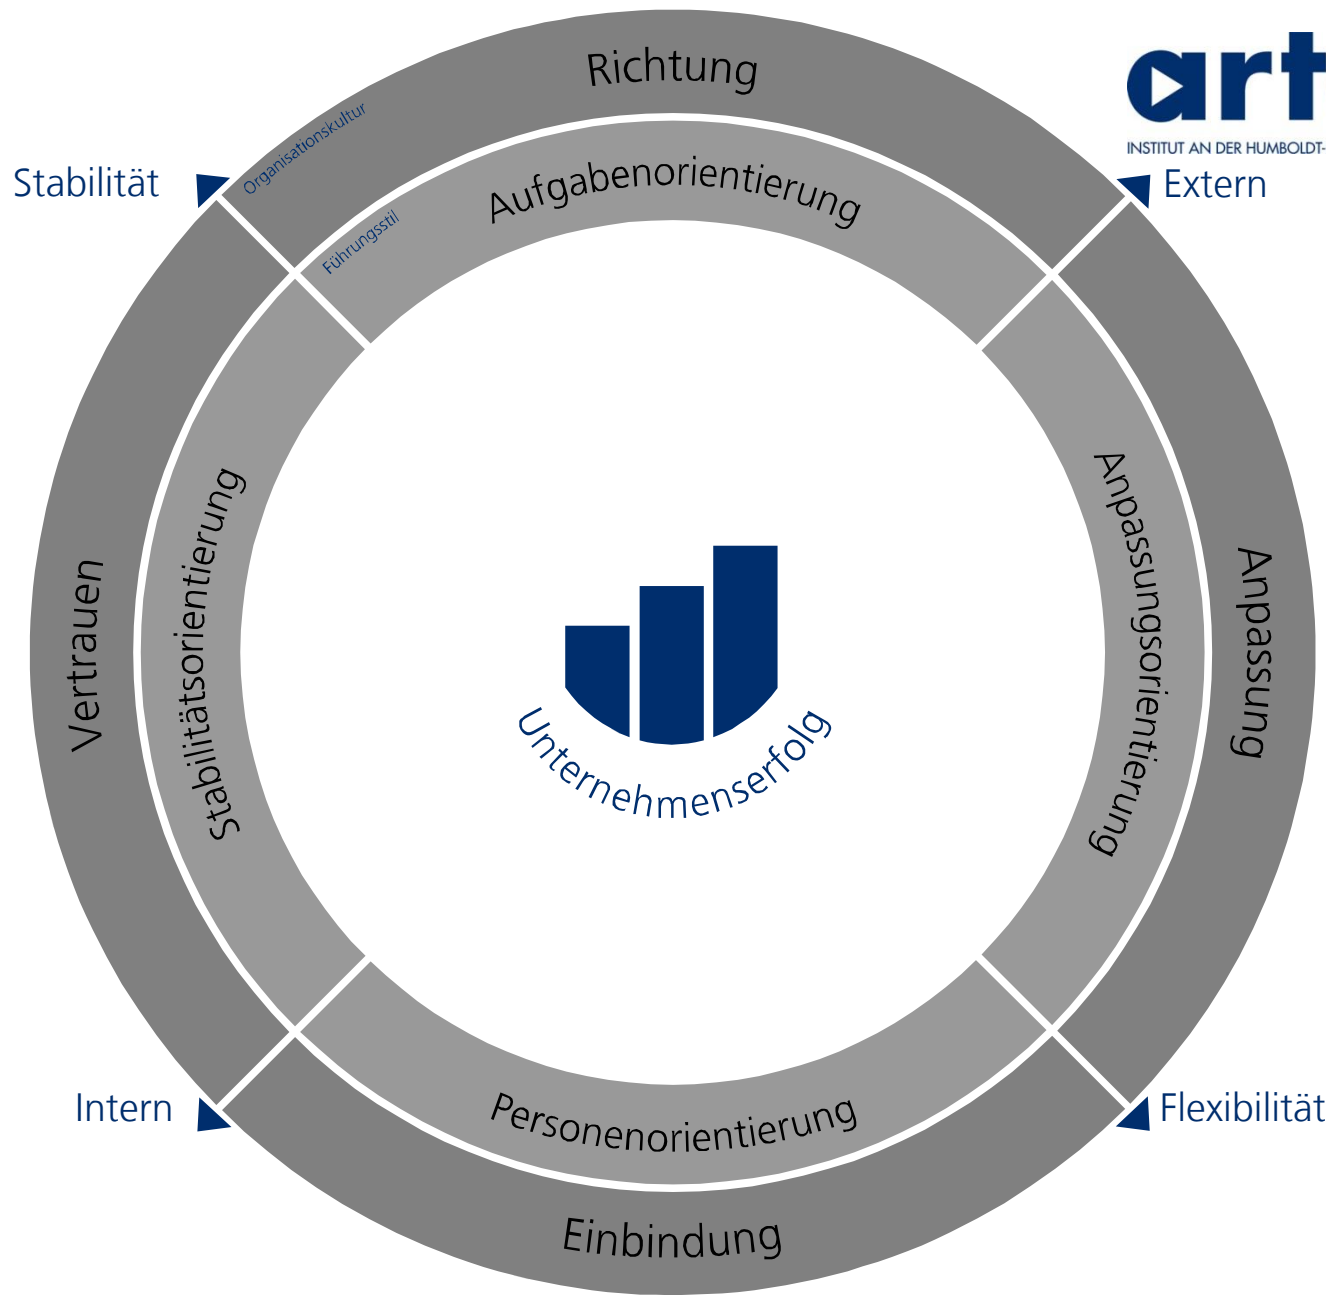 Richtung
art
INSTITUT AN DER HUMBOLDT-
Organisationskultur
Stabilität
Extern
Aufgabenorientierung
Führungsstil
Vertrauen
Stabilitätsorientierung
Anpassungsorientierung
Anpassung
Unternehmenserfolg
Intern
Flexibilität
Personenorientierung
Einbindung